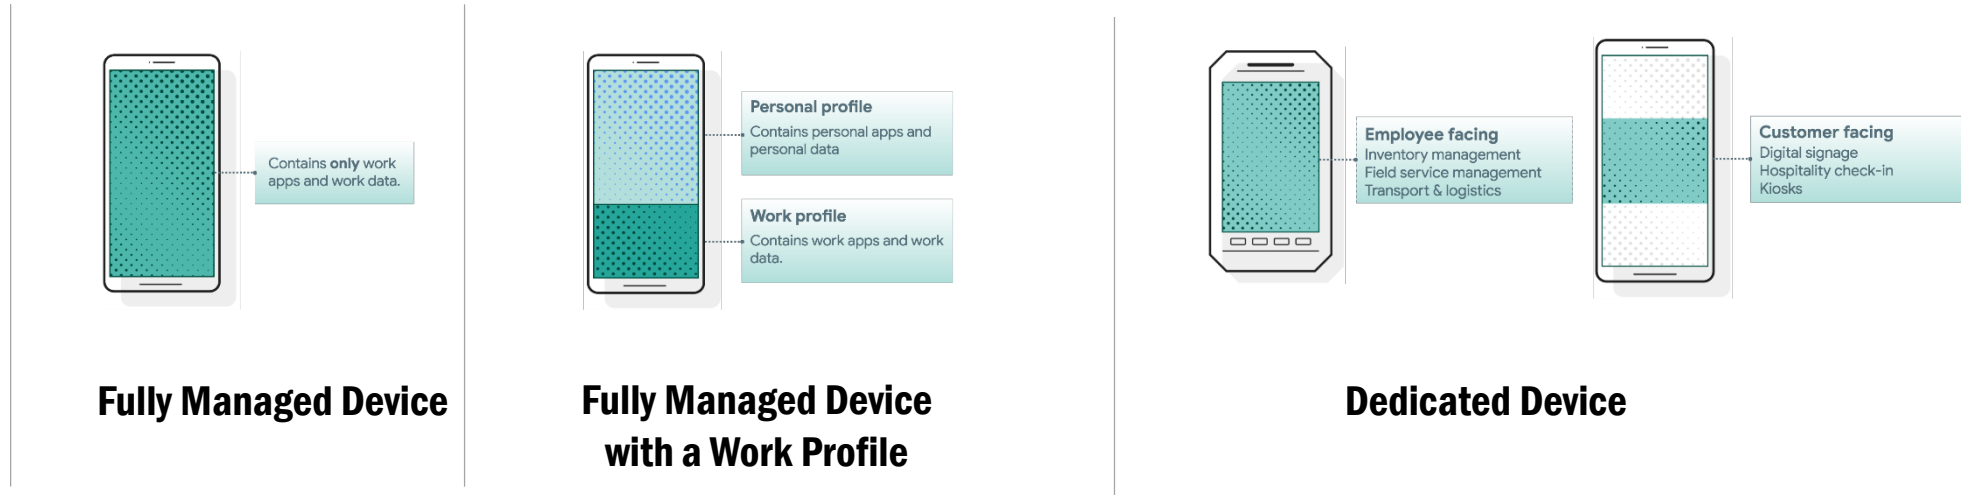 Contains only work
apps and work data.
Fully Managed Device
Personal profile
Contains personal apps and
personal data
Work profile
Contains work apps and work
data.
Fully Managed Device
with a Work Profile
Employee facing
Inventory management
Field service management
Transport & logistics
Customer facing
Digital signage
Hospitality check-in
Kiosks
Dedicated Device